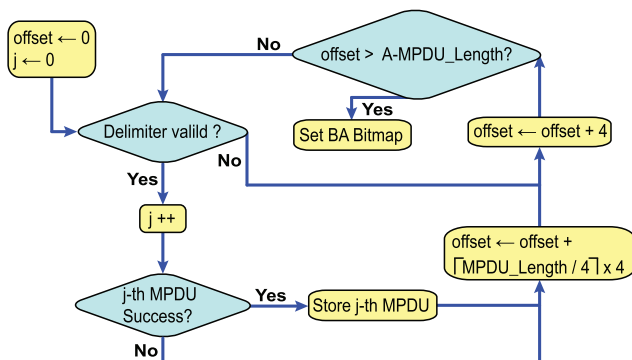 offset ← 0
j ← 0
No
offset > A-MPDU_Length?
Yes
Set BA Bitmap
Delimiter valild ?
No
offset ← offset + 4
Yes
j ++
offset ← offset +
⌈MPDU_Length / 4⌉ x 4
j-th MPDU
Success?
Yes
Store j-th MPDU
No